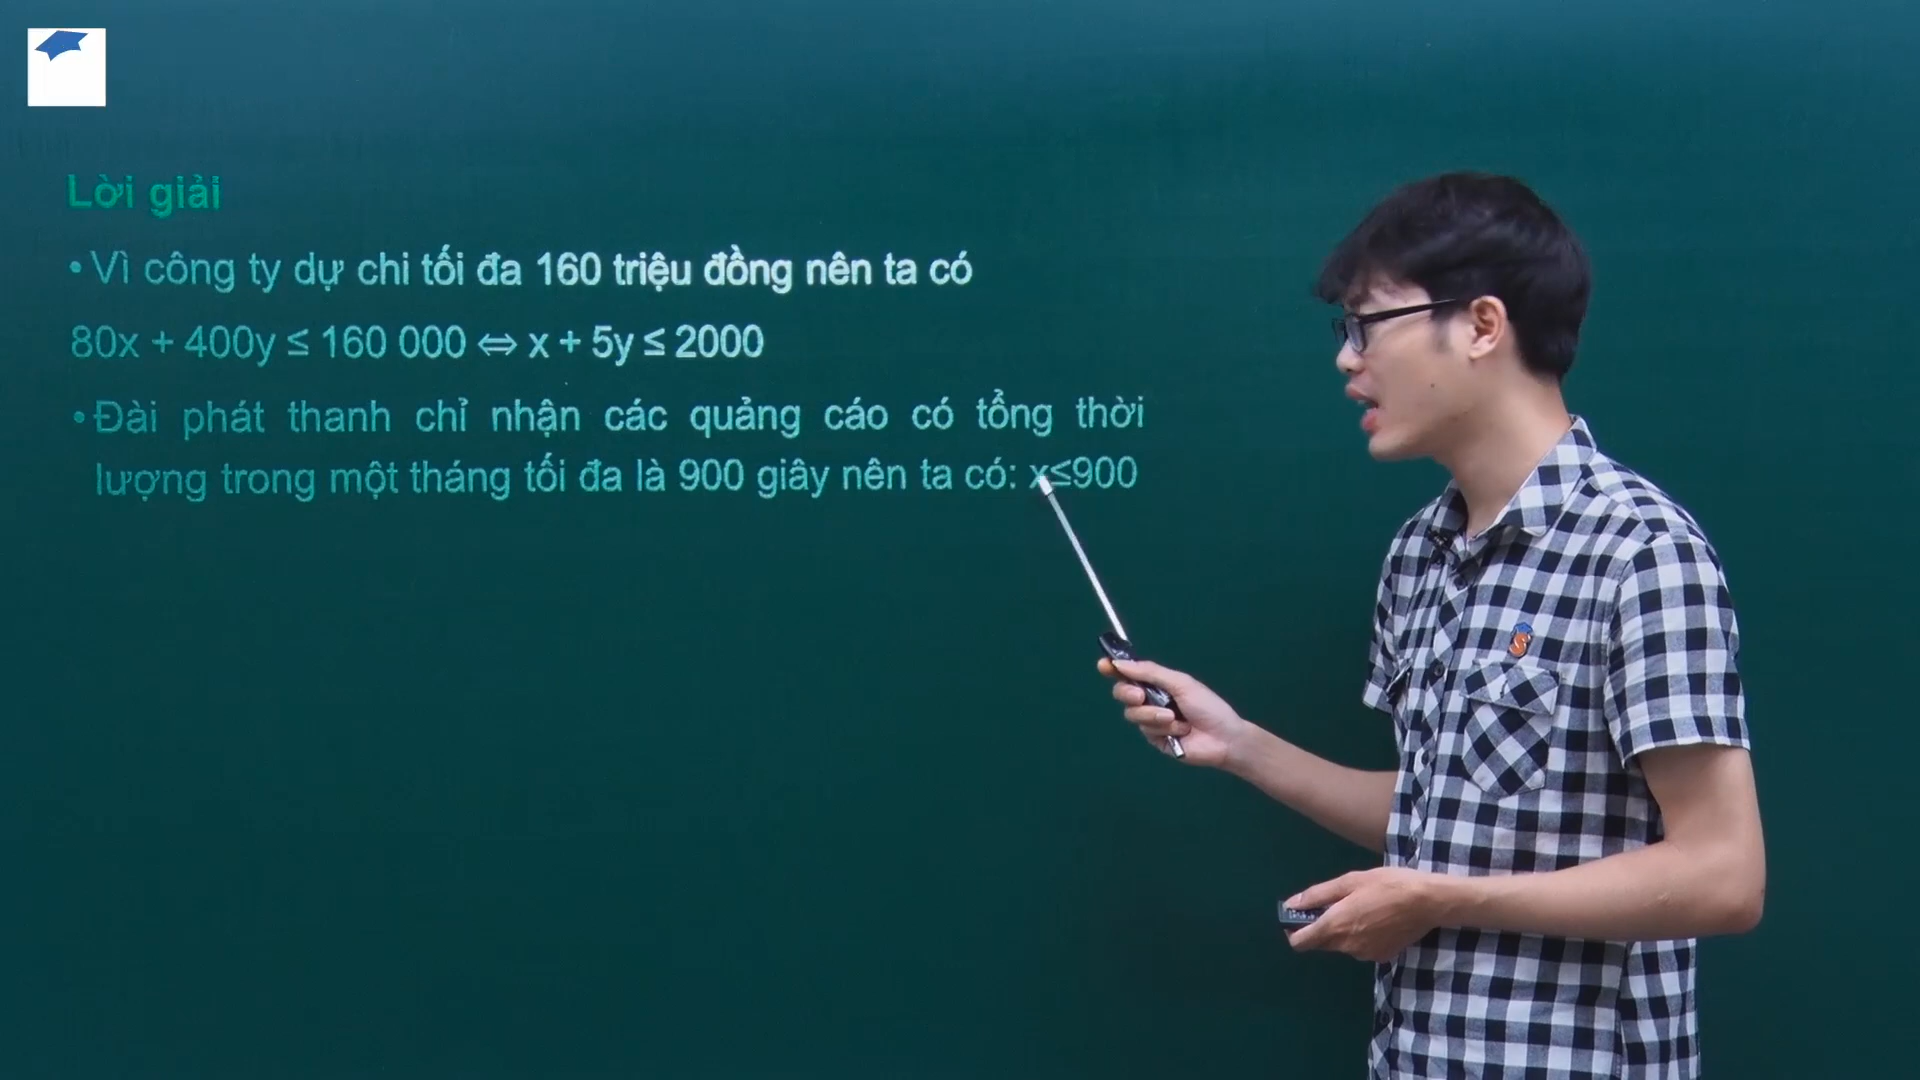 Lời giải
• Vì công ty dự chi tối đa 160 triệu đồng nên ta có
80x + 400y ≤ 160 000 ⇔ x + 5y ≤ 2000
• Đài phát thanh chỉ nhận các quảng cáo có tổng thời
lượng trong một tháng tối đa là 900 giây nên ta có: x≤900